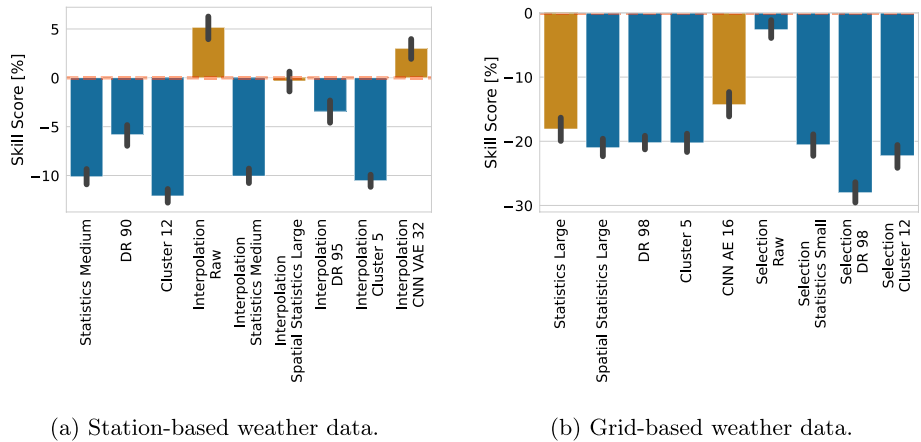 5
0
−5
−10
Skill Score [%]
Statistics Medium
DR 90
Cluster 12
Interpolation
Raw
Interpolation
Statistics Medium
Interpolation
Spatial Statistics Large
Interpolation
DR 95
Interpolation
Cluster 5
Interpolation
CNN VAE 32
(a) Station-based weather data.
0
−10
−20
−30
Skill Score [%]
Statistics Large
Spatial Statistics Large
DR 98
Cluster 5
CNN AE 16
Selection
Raw
Selection
Statistics Small
Selection
DR 98
Selection
Cluster 12
(b) Grid-based weather data.